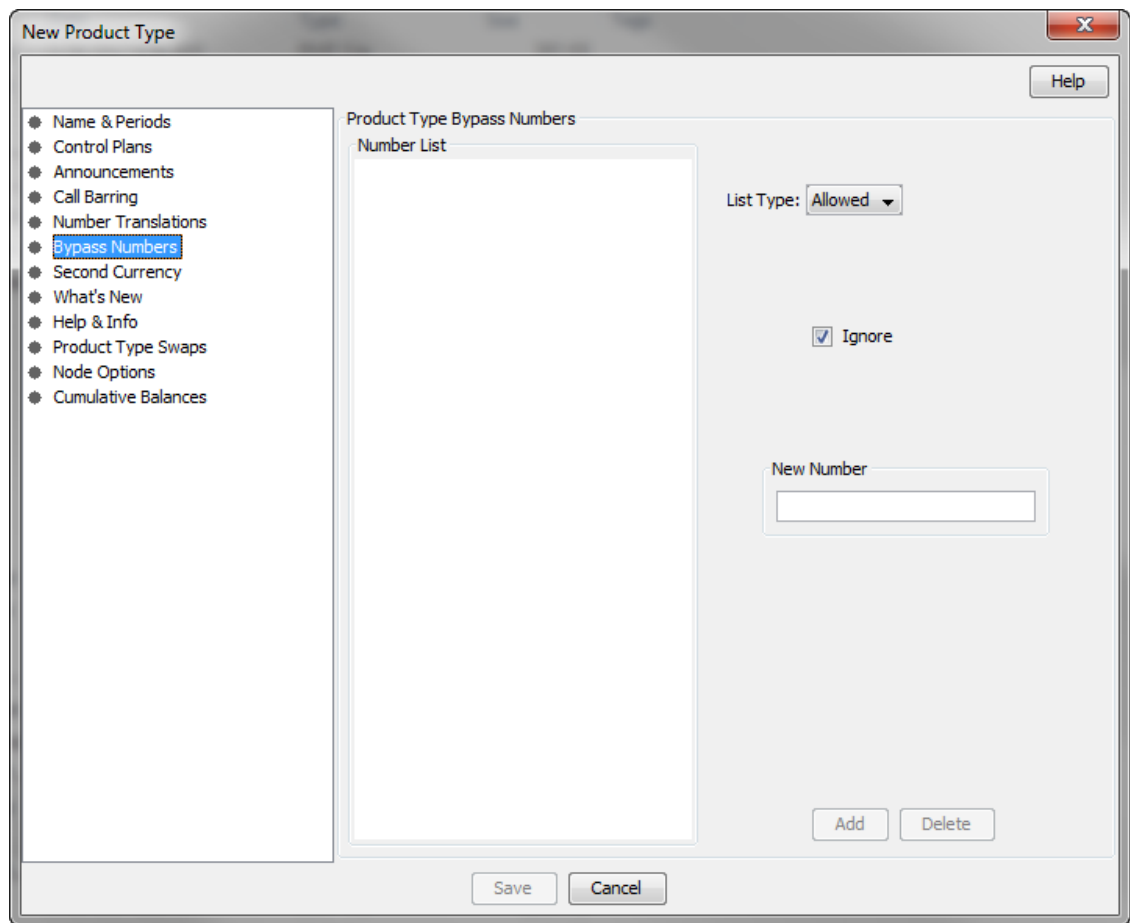 New Product Type
Help
Name & Periods
Control Plans
Announcements
Call Barring
Number Translations
Bypass Numbers
Second Currency
What's New
Help & Info
Product Type Swaps
Node Options
Cumulative Balances
Product Type Bypass Numbers
Number List
List Type: Allowed
Ignore
New Number
Add Delete
Save Cancel